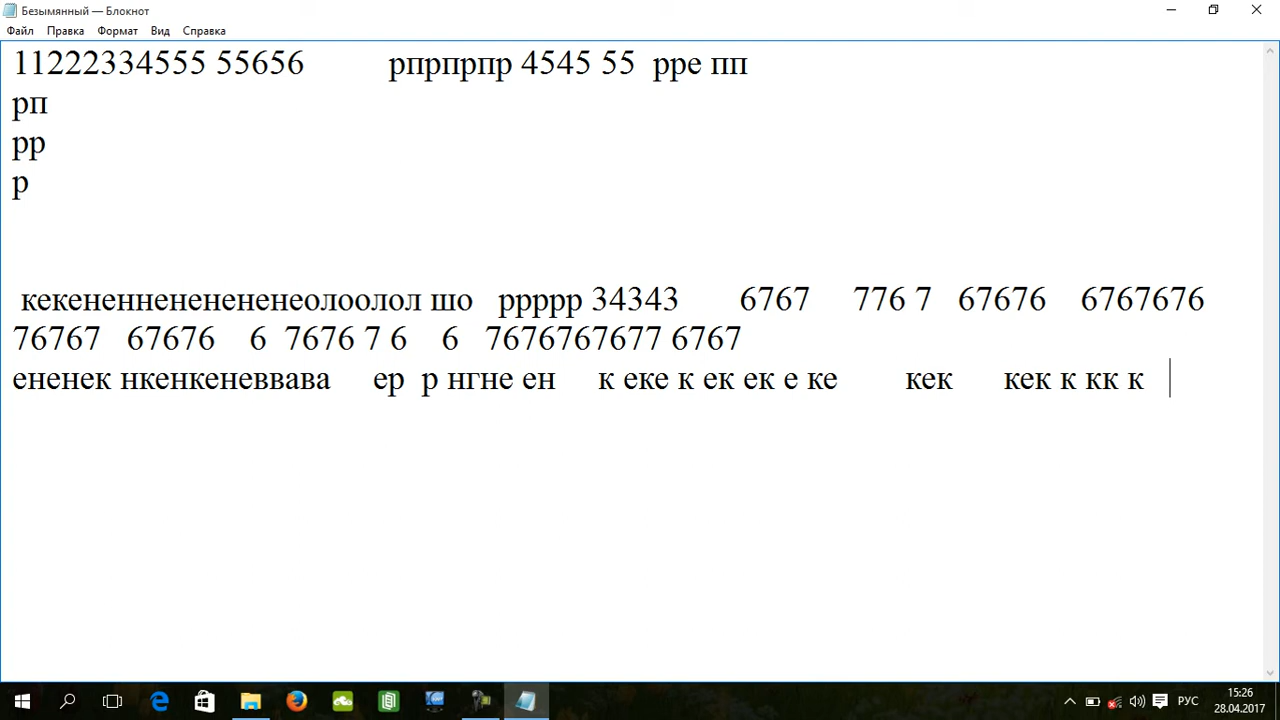 Безымянный — Блокнот
Файл Правка Формат Вид Справка
11222334555 55656 рпрпрпр 4545 55 рре пп
рп
рр
р
кекененненененeнеолоолол шо ррррр 34343 6767 776 7 67676 6767676
76767 67676 6 7676 7 6 6 7676767677 6767
ененек нкенкеневвава ер р нгне ен к еке к ек ек е ке кек кек к кк к
РУС
15:26
28.04.2017